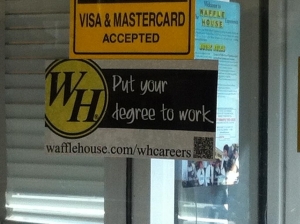 VISA & MASTERCARD
ACCEPTED
WH
Put your
degree to work
wafflehouse.com/whcareers
WAFFLE
HOUSE